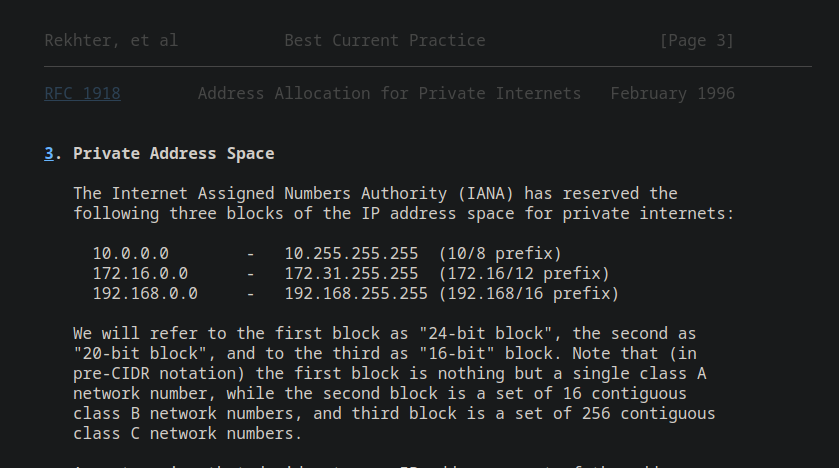 Rekhter, et al Best Current Practice [Page 3]
RFC 1918 Address Allocation for Private Internets February 1996
3. Private Address Space
The Internet Assigned Numbers Authority (IANA) has reserved the
following three blocks of the IP address space for private internets:
10.0.0.0 - 10.255.255.255 (10/8 prefix)
172.16.0.0 - 172.31.255.255 (172.16/12 prefix)
192.168.0.0 - 192.168.255.255 (192.168/16 prefix)
We will refer to the first block as "24-bit block", the second as
"20-bit block", and to the third as "16-bit" block. Note that (in
pre-CIDR notation) the first block is nothing but a single class A
network number, while the second block is a set of 16 contiguous
class B network numbers, and third block is a set of 256 contiguous
class C network numbers.